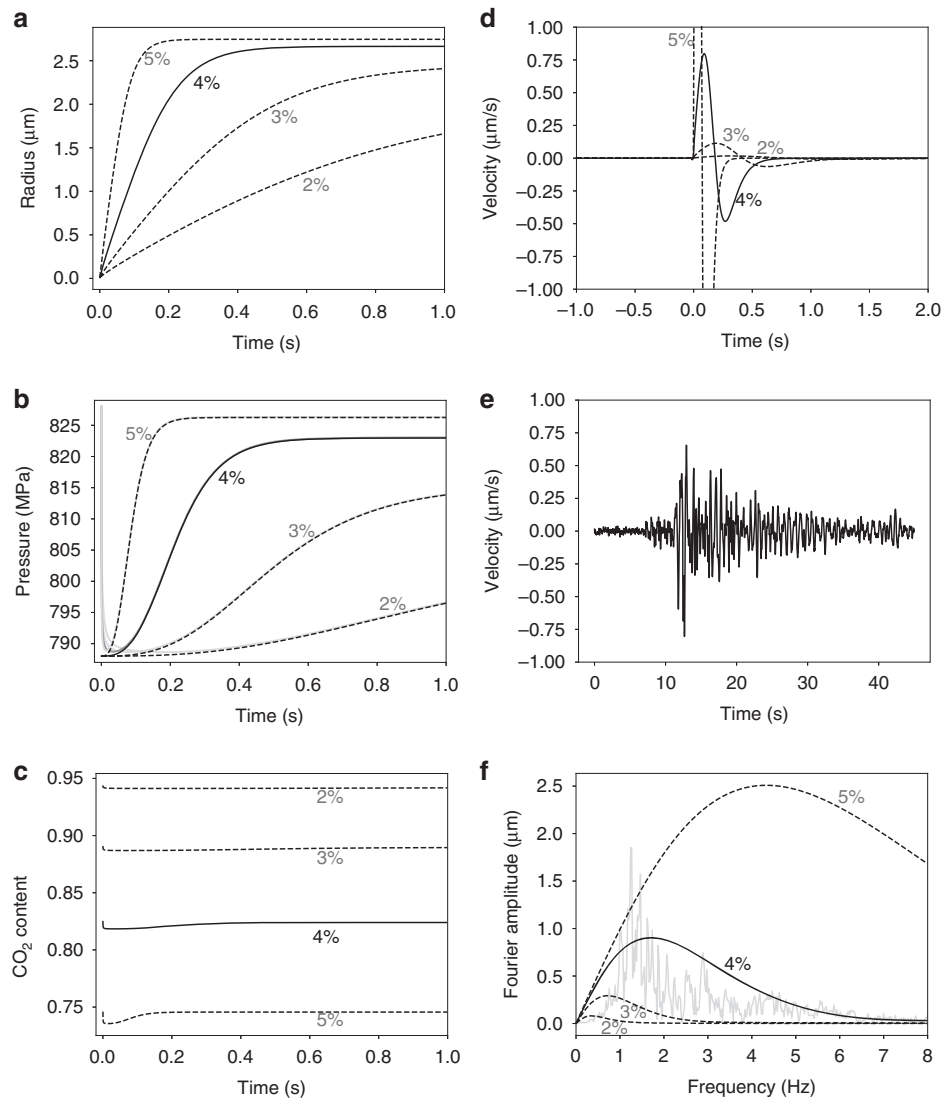 a
2.5
2.0
1.5
1.0
0.5
0.0
Radius (μm)
5%
4%
3%
2%
0.0 0.2 0.4 0.6 0.8 1.0
Time (s)
d
1.00
0.75
0.50
0.25
0.00
−0.25
−0.50
−0.75
−1.00
Velocity (μm/s)
5%
3%
2%
4%
−1.0 −0.5 0.0 0.5 1.0 1.5 2.0
Time (s)
b
825
820
815
810
805
800
795
790
Pressure (MPa)
5%
4%
3%
2%
0.0 0.2 0.4 0.6 0.8 1.0
Time (s)
e
1.00
0.75
0.50
0.25
0.00
−0.25
−0.50
−0.75
−1.00
Velocity (μm/s)
0 10 20 30 40
Time (s)
c
0.95
0.90
0.85
0.80
0.75
CO₂ content
2%
3%
4%
5%
0.0 0.2 0.4 0.6 0.8 1.0
Time (s)
f
2.5
2.0
1.5
1.0
0.5
0.0
Fourier amplitude (μm)
5%
4%
3%
2%
0 1 2 3 4 5 6 7 8
Frequency (Hz)